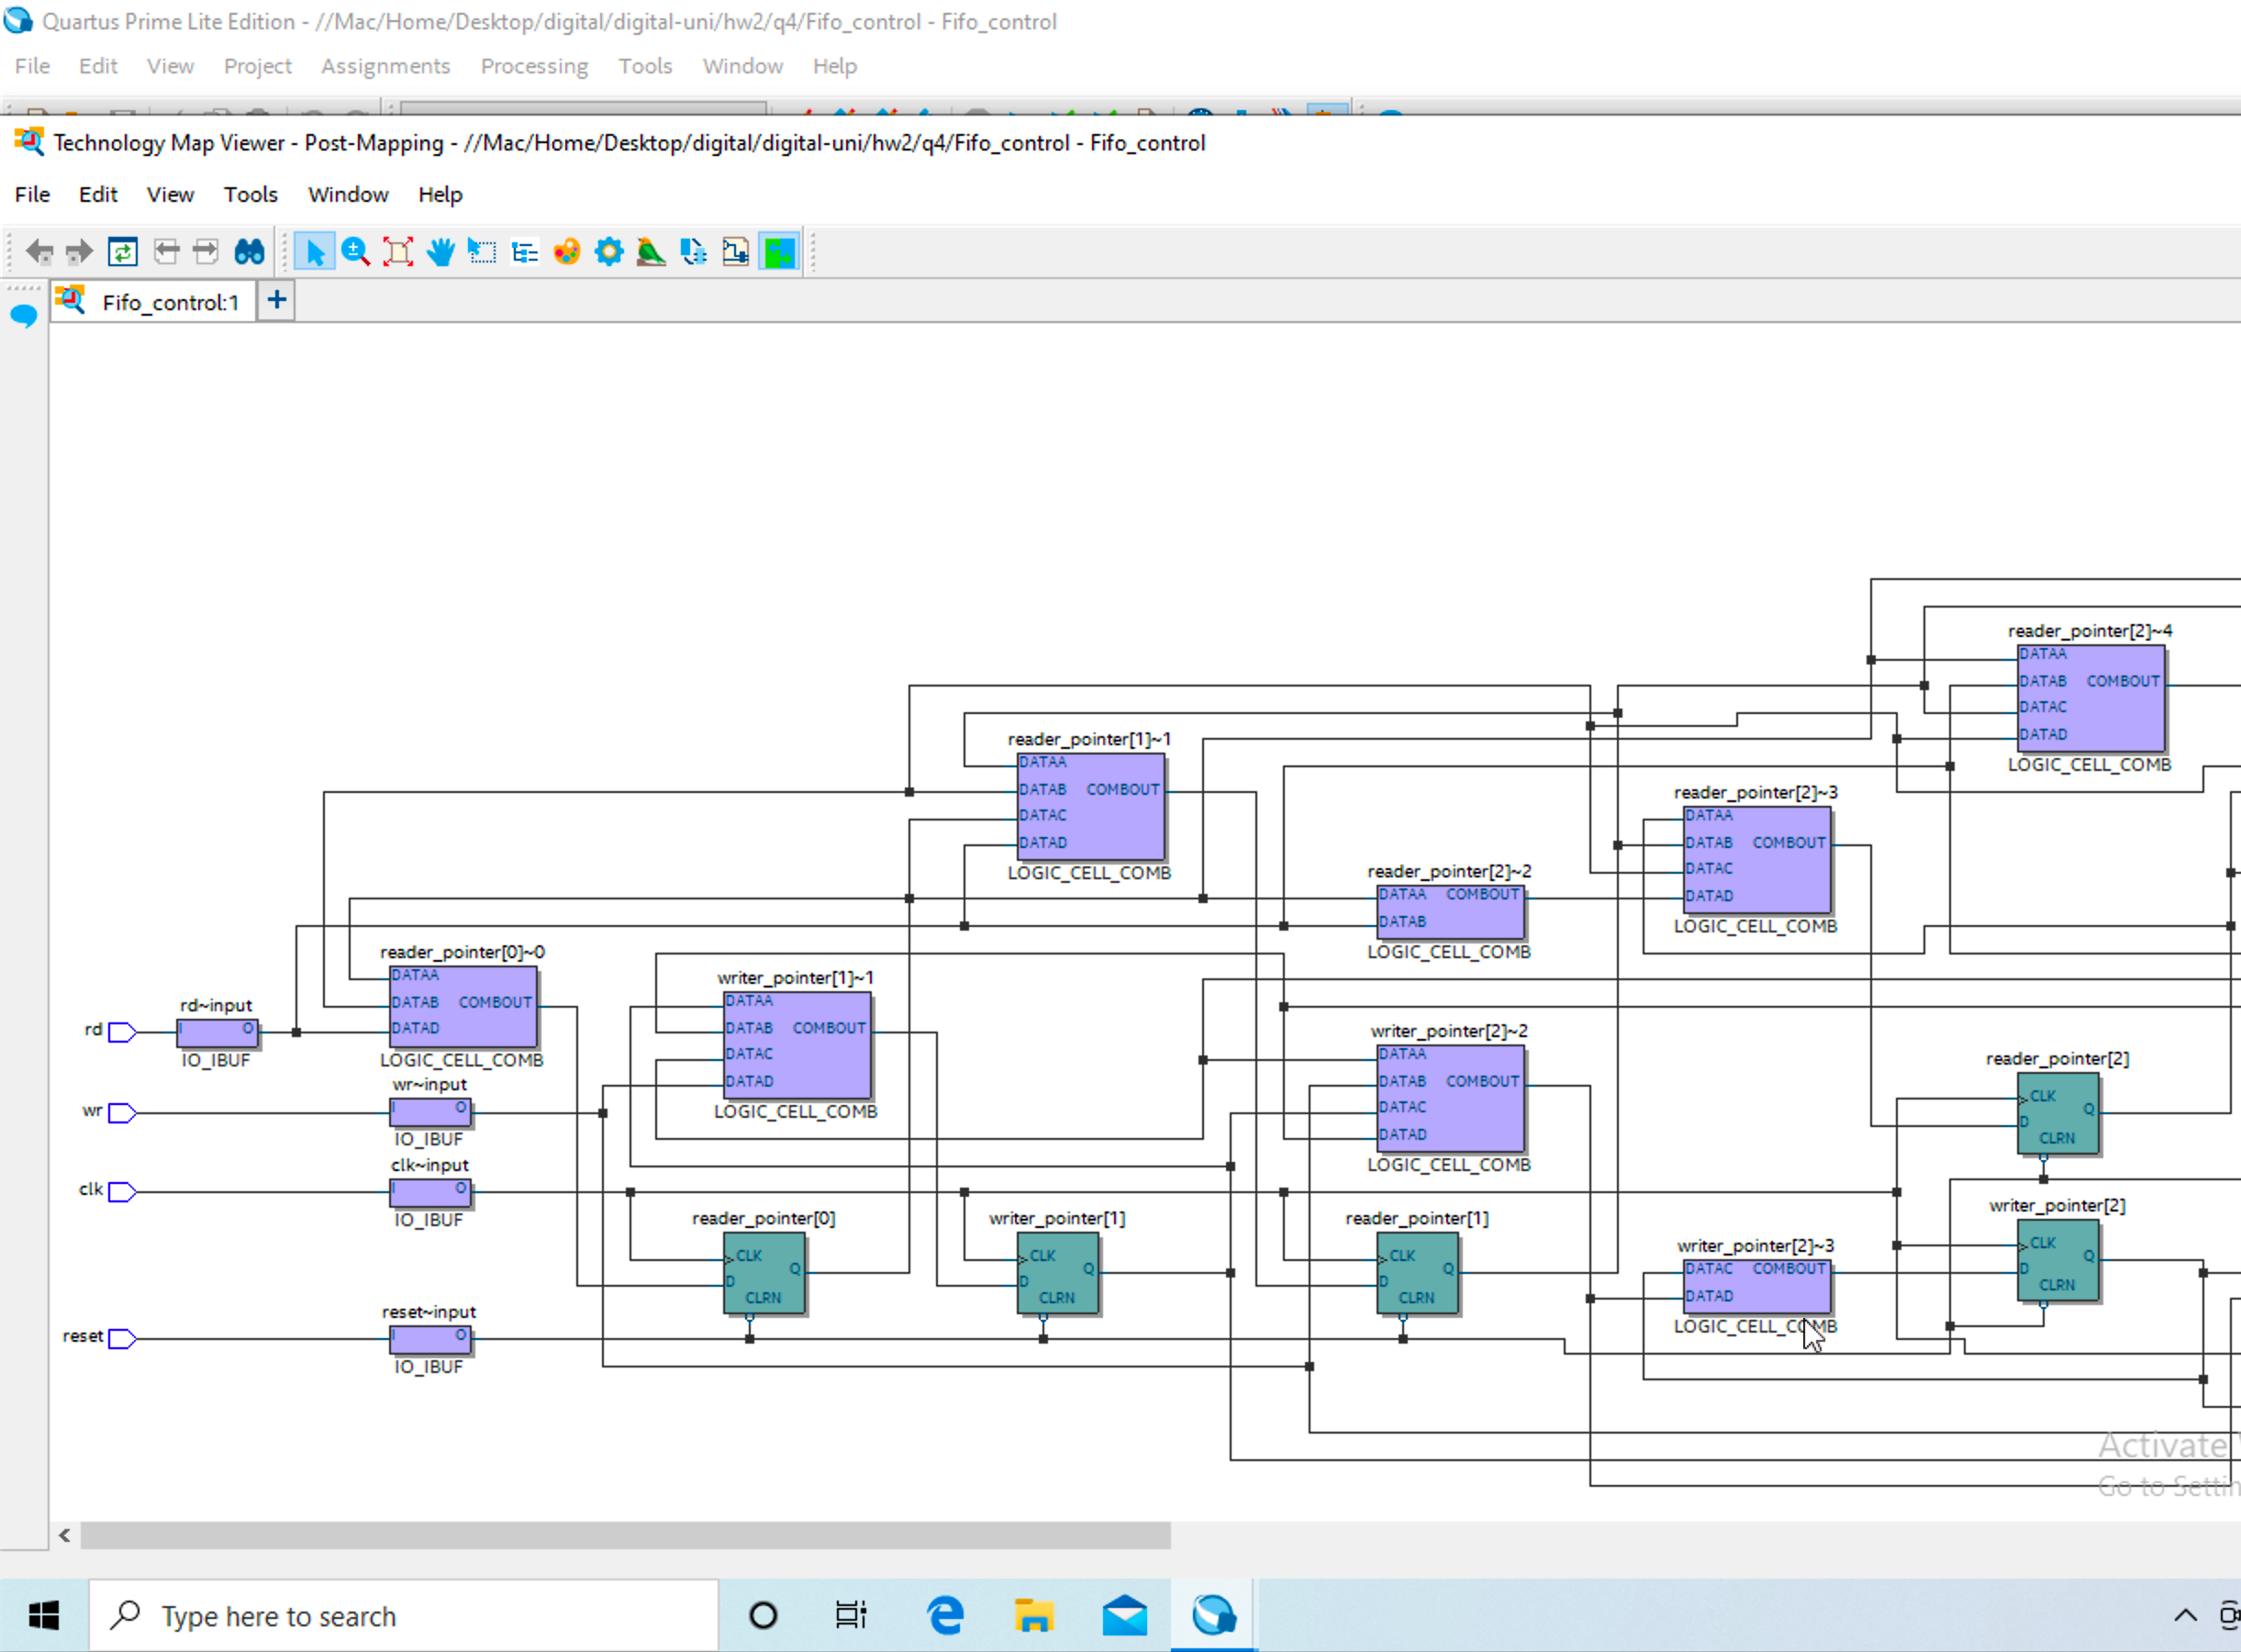 Quartus Prime Lite Edition - //Mac/Home/Desktop/digital/digital-uni/hw2/q4/Fifo_control - Fifo_control
File Edit View Project Assignments Processing Tools Window Help
Technology Map Viewer - Post-Mapping - //Mac/Home/Desktop/digital/digital-uni/hw2/q4/Fifo_control - Fifo_control
File Edit View Tools Window Help
Fifo_control:1
reader_pointer[2]~4
DATAA
DATAB COMBOUT
DATAC
DATAD
LOGIC_CELL_COMB
reader_pointer[1]~1
DATAA
DATAB COMBOUT
DATAC
DATAD
LOGIC_CELL_COMB
reader_pointer[2]~3
DATAA
DATAB COMBOUT
DATAC
DATAD
LOGIC_CELL_COMB
reader_pointer[2]~2
DATAA COMBOUT
DATAB
LOGIC_CELL_COMB
reader_pointer[0]~0
DATAA
DATAB COMBOUT
DATAD
LOGIC_CELL_COMB
writer_pointer[1]~1
DATAA
DATAB COMBOUT
DATAC
DATAD
LOGIC_CELL_COMB
rd
rd~input
I O
IO_IBUF
writer_pointer[2]~2
DATAA
DATAB COMBOUT
DATAC
DATAD
LOGIC_CELL_COMB
reader_pointer[2]
CLK
D Q
CLRN
wr
wr~input
I O
IO_IBUF
clk
clk~input
I O
IO_IBUF
reader_pointer[0]
CLK
D Q
CLRN
writer_pointer[1]
CLK
D Q
CLRN
reader_pointer[1]
CLK
D Q
CLRN
writer_pointer[2]~3
DATAC COMBOUT
DATAD
LOGIC_CELL_COMB
writer_pointer[2]
CLK
D Q
CLRN
reset
reset~input
I O
IO_IBUF
Activate
Go to Settin
Type here to search